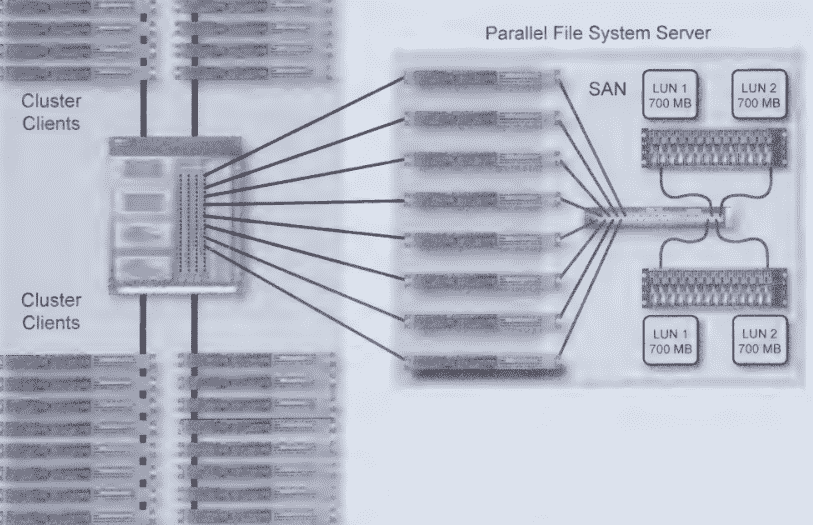 Parallel File System Server
Cluster
Clients
SAN
LUN 1
700 MB
LUN 2
700 MB
Cluster
Clients
LUN 1
700 MB
LUN 2
700 MB